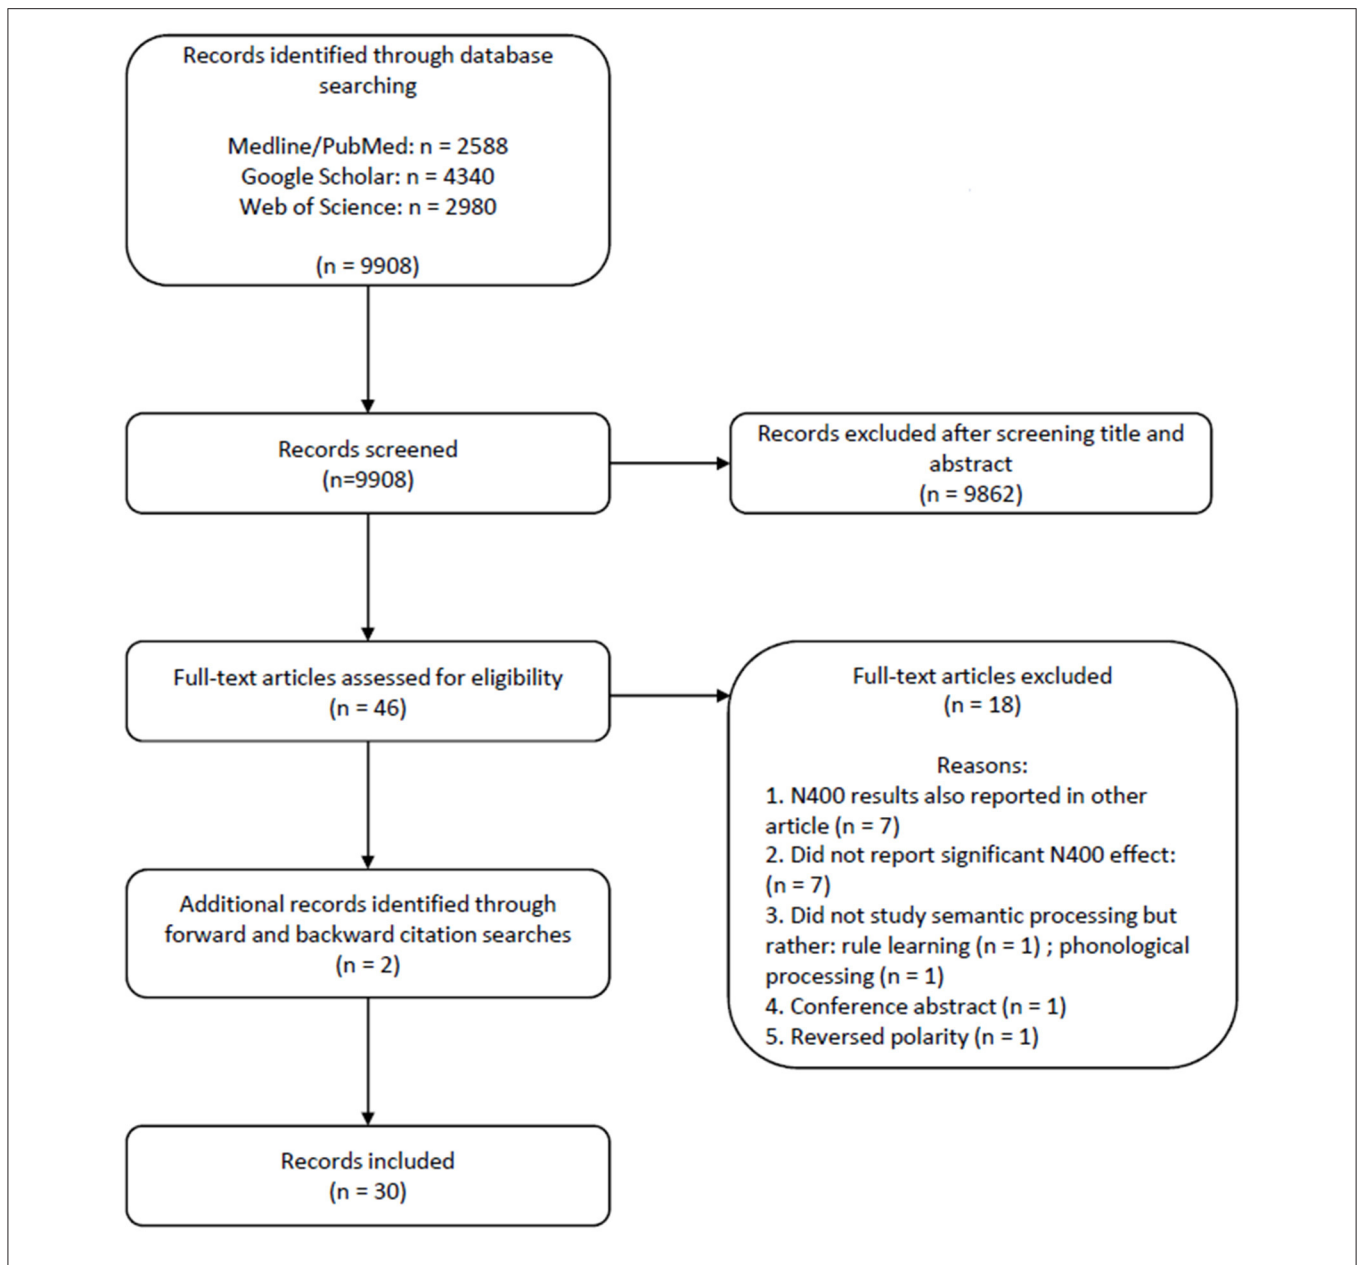 Records identified through database
searching
Medline/PubMed: n = 2588
Google Scholar: n = 4340
Web of Science: n = 2980
(n = 9908)
Records screened
(n=9908)
Records excluded after screening title and
abstract
(n = 9862)
Full-text articles assessed for eligibility
(n = 46)
Full-text articles excluded
(n = 18)
Reasons:
1. N400 results also reported in other
article (n = 7)
2. Did not report significant N400 effect:
(n = 7)
3. Did not study semantic processing but
rather: rule learning (n = 1) ; phonological
processing (n = 1)
4. Conference abstract (n = 1)
5. Reversed polarity (n = 1)
Additional records identified through
forward and backward citation searches
(n = 2)
Records included
(n = 30)